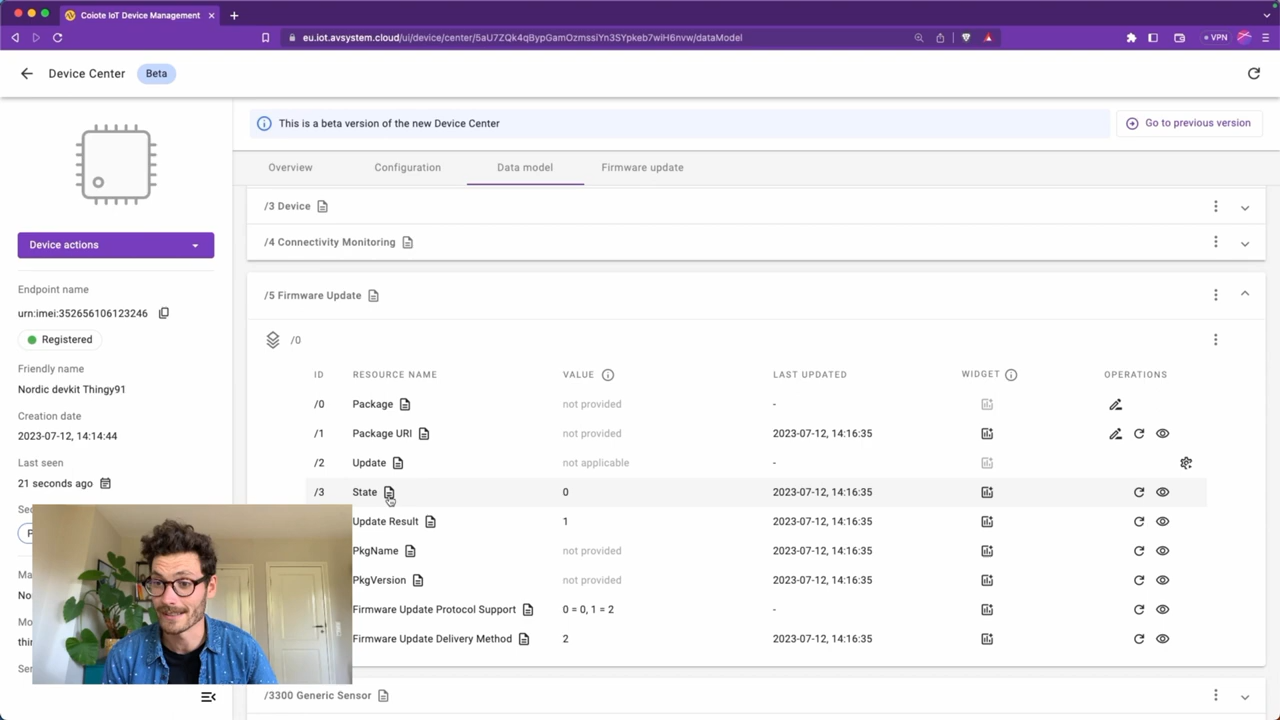 Coiote IoT Device Management
eu.iot.avsystem.cloud/ui/device/center/5aU7ZQk4qBypGamOzmssiYn3SYpkeb7wiH6nvw/dataModel
VPN
Device Center
Beta
This is a beta version of the new Device Center
Go to previous version
Overview
Configuration
Data model
Firmware update
Device actions
Endpoint name
urn:imei:352656106123246
Registered
Friendly name
Nordic devkit Thingy91
Creation date
2023-07-12, 14:14:44
Last seen
21 seconds ago
/3 Device
/4 Connectivity Monitoring
/5 Firmware Update
/0
ID RESOURCE NAME VALUE LAST UPDATED WIDGET OPERATIONS
/0 Package not provided -
/1 Package URI not provided 2023-07-12, 14:16:35
/2 Update not applicable -
/3 State 0 2023-07-12, 14:16:35
Update Result 1 2023-07-12, 14:16:35
PkgName not provided 2023-07-12, 14:16:35
PkgVersion not provided 2023-07-12, 14:16:35
Firmware Update Protocol Support 0 = 0, 1 = 2 -
Firmware Update Delivery Method 2 2023-07-12, 14:16:35
/3300 Generic Sensor